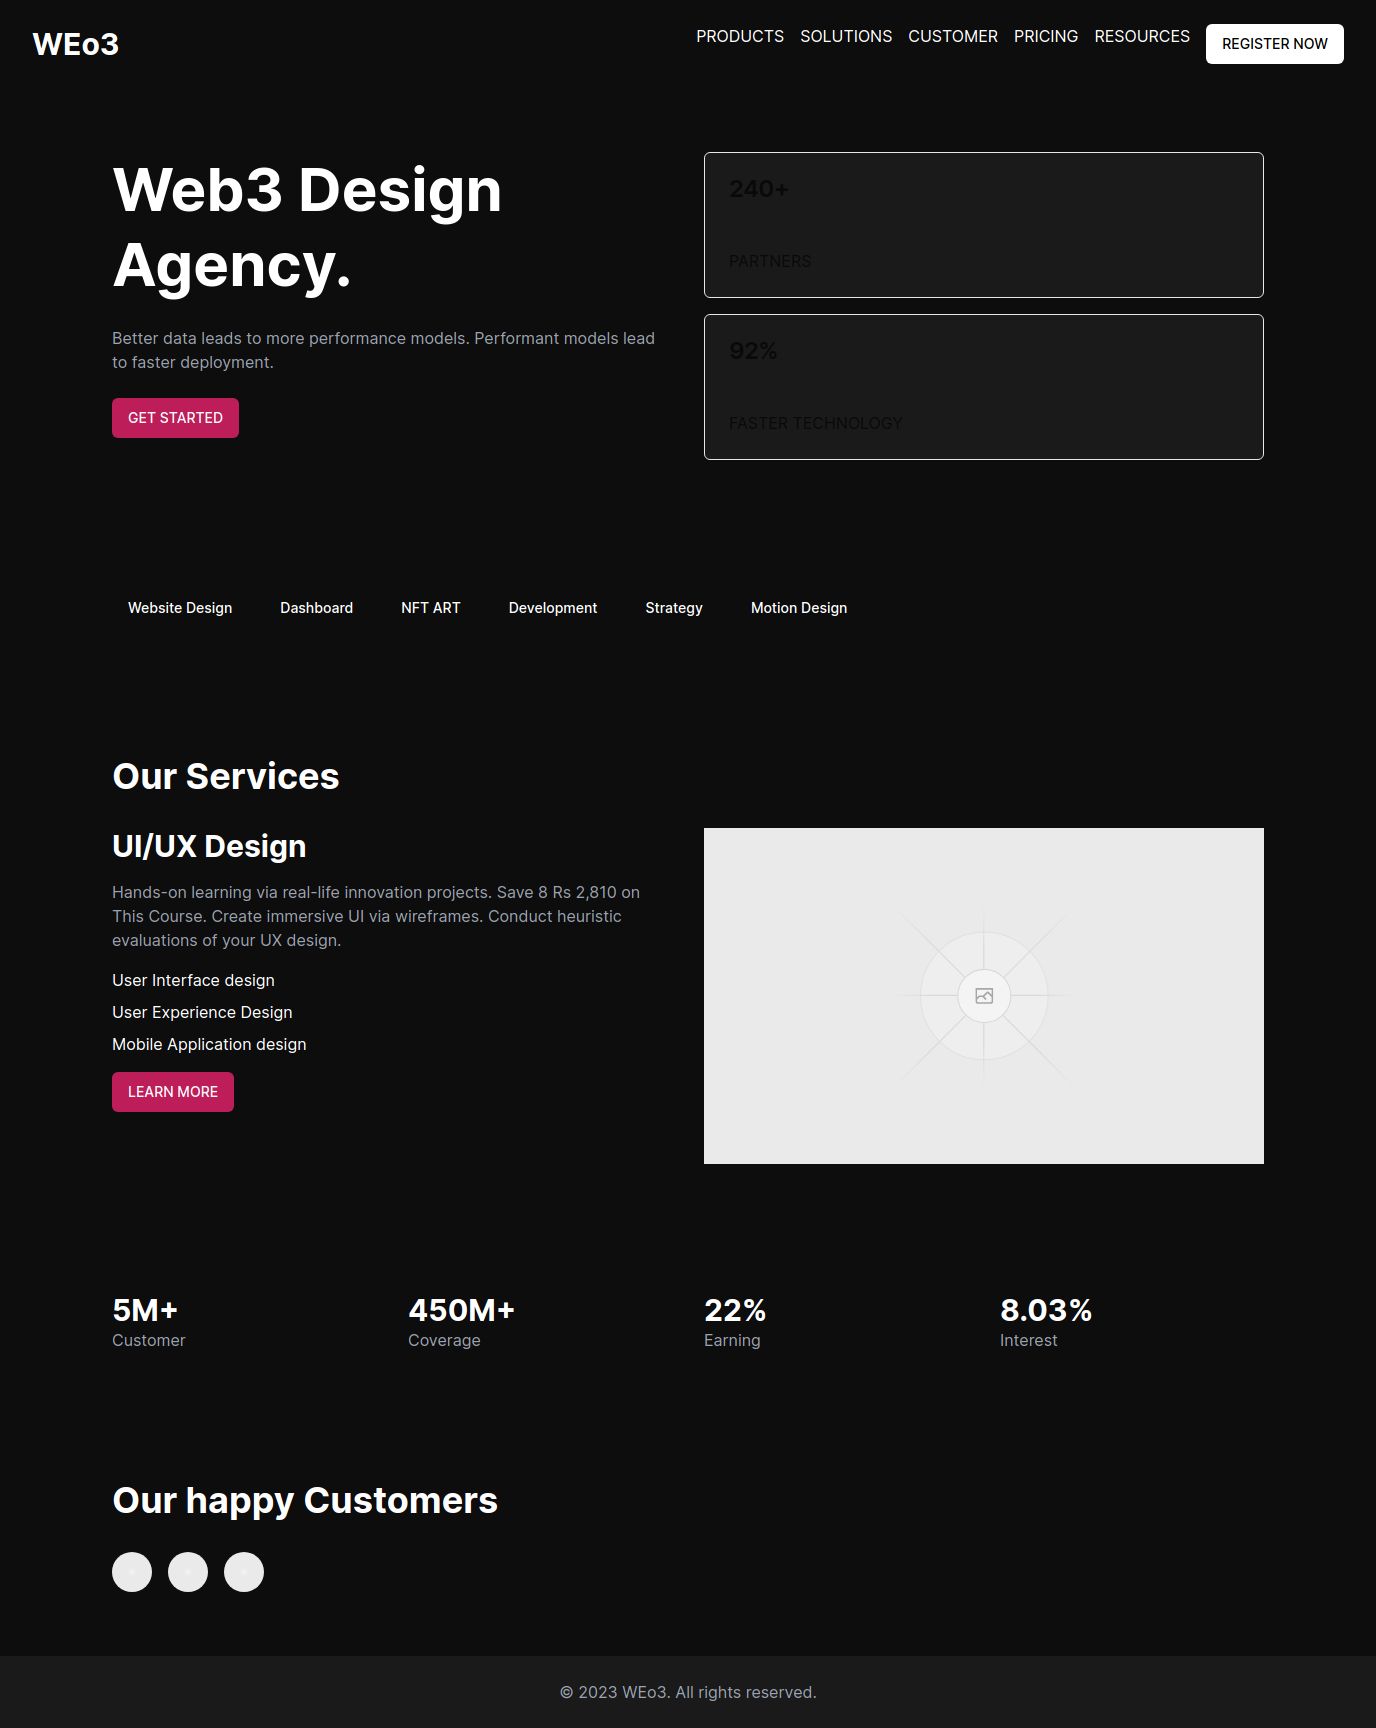 WEo3
PRODUCTS SOLUTIONS CUSTOMER PRICING RESOURCES REGISTER NOW
Web3 Design
Agency.
Better data leads to more performance models. Performant models lead
to faster deployment.
GET STARTED
240+
PARTNERS
92%
FASTER TECHNOLOGY
Website Design Dashboard NFT ART Development Strategy Motion Design
Our Services
UI/UX Design
Hands-on learning via real-life innovation projects. Save 8 Rs 2,810 on
This Course. Create immersive UI via wireframes. Conduct heuristic
evaluations of your UX design.
User Interface design
User Experience Design
Mobile Application design
LEARN MORE
5M+ 450M+ 22% 8.03%
Customer Coverage Earning Interest
Our happy Customers
© 2023 WEo3. All rights reserved.